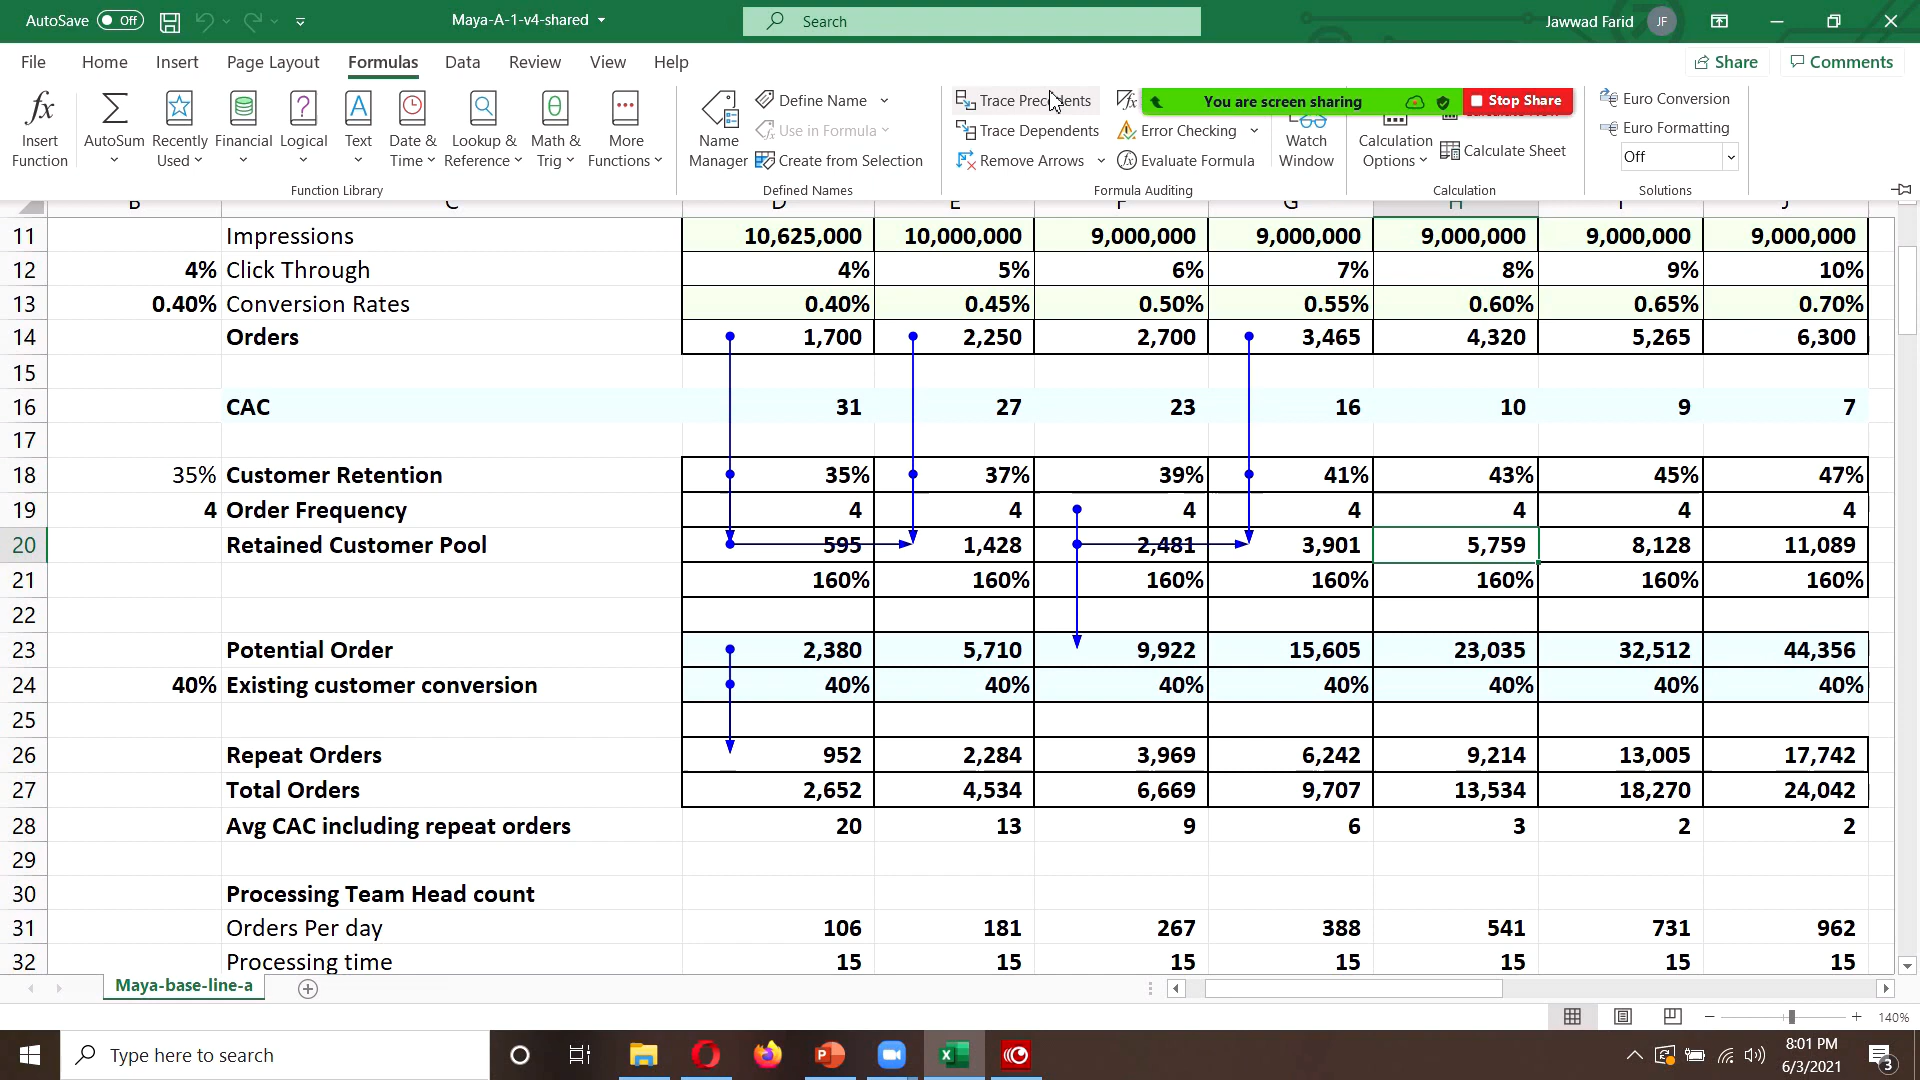 AutoSave Off Maya-A-1-v4-shared Search Jawwad Farid JF
File Home Insert Page Layout Formulas Data Review View Help Share Comments
Insert Function
AutoSum
Recently Used
Financial
Logical
Text
Date & Time
Lookup & Reference
Math & Trig
More Functions
Function Library
Name Manager
Define Name
Use in Formula
Create from Selection
Defined Names
Trace Precedents
Trace Dependents
Remove Arrows
Error Checking
Evaluate Formula
Formula Auditing
You are screen sharing Stop Share
Watch Window
Calculation Options
Calculate Sheet
Calculation
Euro Conversion
Euro Formatting
Off
Solutions
B C D E F G H I J
11 Impressions 10,625,000 10,000,000 9,000,000 9,000,000 9,000,000 9,000,000 9,000,000
12 4% Click Through 4% 5% 6% 7% 8% 9% 10%
13 0.40% Conversion Rates 0.40% 0.45% 0.50% 0.55% 0.60% 0.65% 0.70%
14 Orders 1,700 2,250 2,700 3,465 4,320 5,265 6,300
15
16 CAC 31 27 23 16 10 9 7
17
18 35% Customer Retention 35% 37% 39% 41% 43% 45% 47%
19 4 Order Frequency 4 4 4 4 4 4 4
20 Retained Customer Pool 595 1,428 2,481 3,901 5,759 8,128 11,089
21 160% 160% 160% 160% 160% 160% 160%
22
23 Potential Order 2,380 5,710 9,922 15,605 23,035 32,512 44,356
24 40% Existing customer conversion 40% 40% 40% 40% 40% 40% 40%
25
26 Repeat Orders 952 2,284 3,969 6,242 9,214 13,005 17,742
27 Total Orders 2,652 4,534 6,669 9,707 13,534 18,270 24,042
28 Avg CAC including repeat orders 20 13 9 6 3 2 2
29
30 Processing Team Head count
31 Orders Per day 106 181 267 388 541 731 962
32 Processing time 15 15 15 15 15 15 15
Maya-base-line-a
140%
Type here to search
8:01 PM
6/3/2021
3